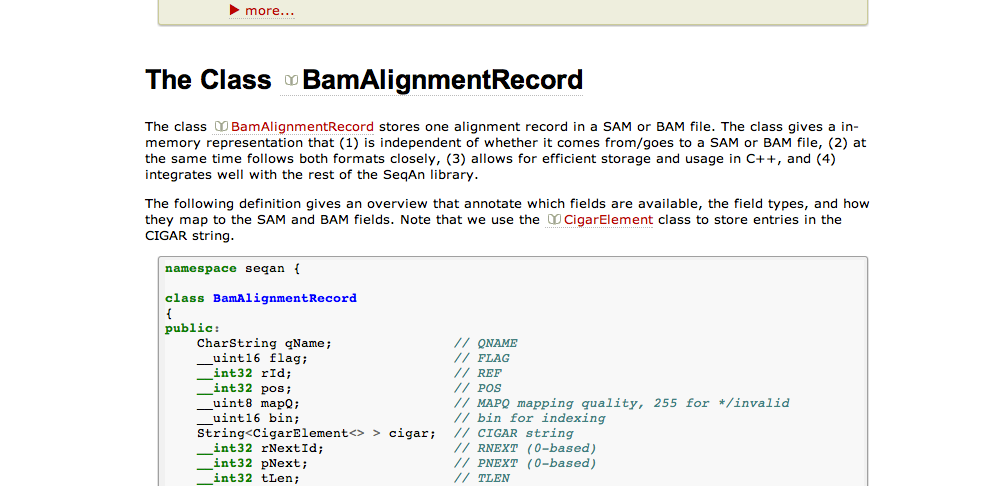 ▶ more...
The Class BamAlignmentRecord
The class BamAlignmentRecord stores one alignment record in a SAM or BAM file. The class gives a in-
memory representation that (1) is independent of whether it comes from/goes to a SAM or BAM file, (2) at
the same time follows both formats closely, (3) allows for efficient storage and usage in C++, and (4)
integrates well with the rest of the SeqAn library.
The following definition gives an overview that annotate which fields are available, the field types, and how
they map to the SAM and BAM fields. Note that we use the CigarElement class to store entries in the
CIGAR string.
namespace seqan {
class BamAlignmentRecord
{
public:
    CharString qName;               // QNAME
    __uint16 flag;                  // FLAG
    __int32 rId;                    // REF
    __int32 pos;                    // POS
    __uint8 mapQ;                   // MAPQ mapping quality, 255 for */invalid
    __uint16 bin;                   // bin for indexing
    String<CigarElement<> > cigar;  // CIGAR string
    __int32 rNextId;                // RNEXT (0-based)
    __int32 pNext;                  // PNEXT (0-based)
    __int32 tLen;                   // TLEN